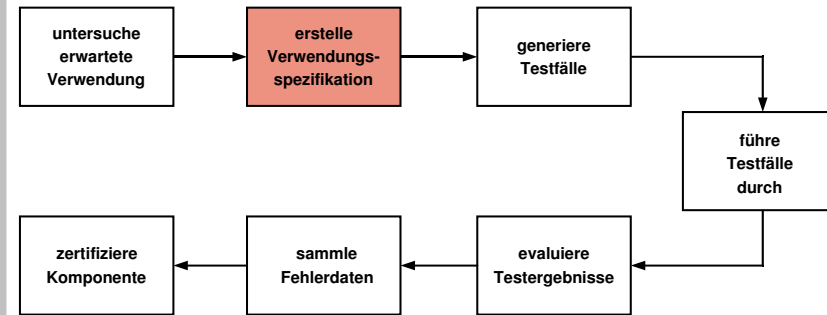 untersuche
erwartete
Verwendung
erstelle
Verwendungs-
spezifikation
generiere
Testfälle
führe
Testfälle
durch
zertifiziere
Komponente
sammle
Fehlerdaten
evaluiere
Testergebnisse